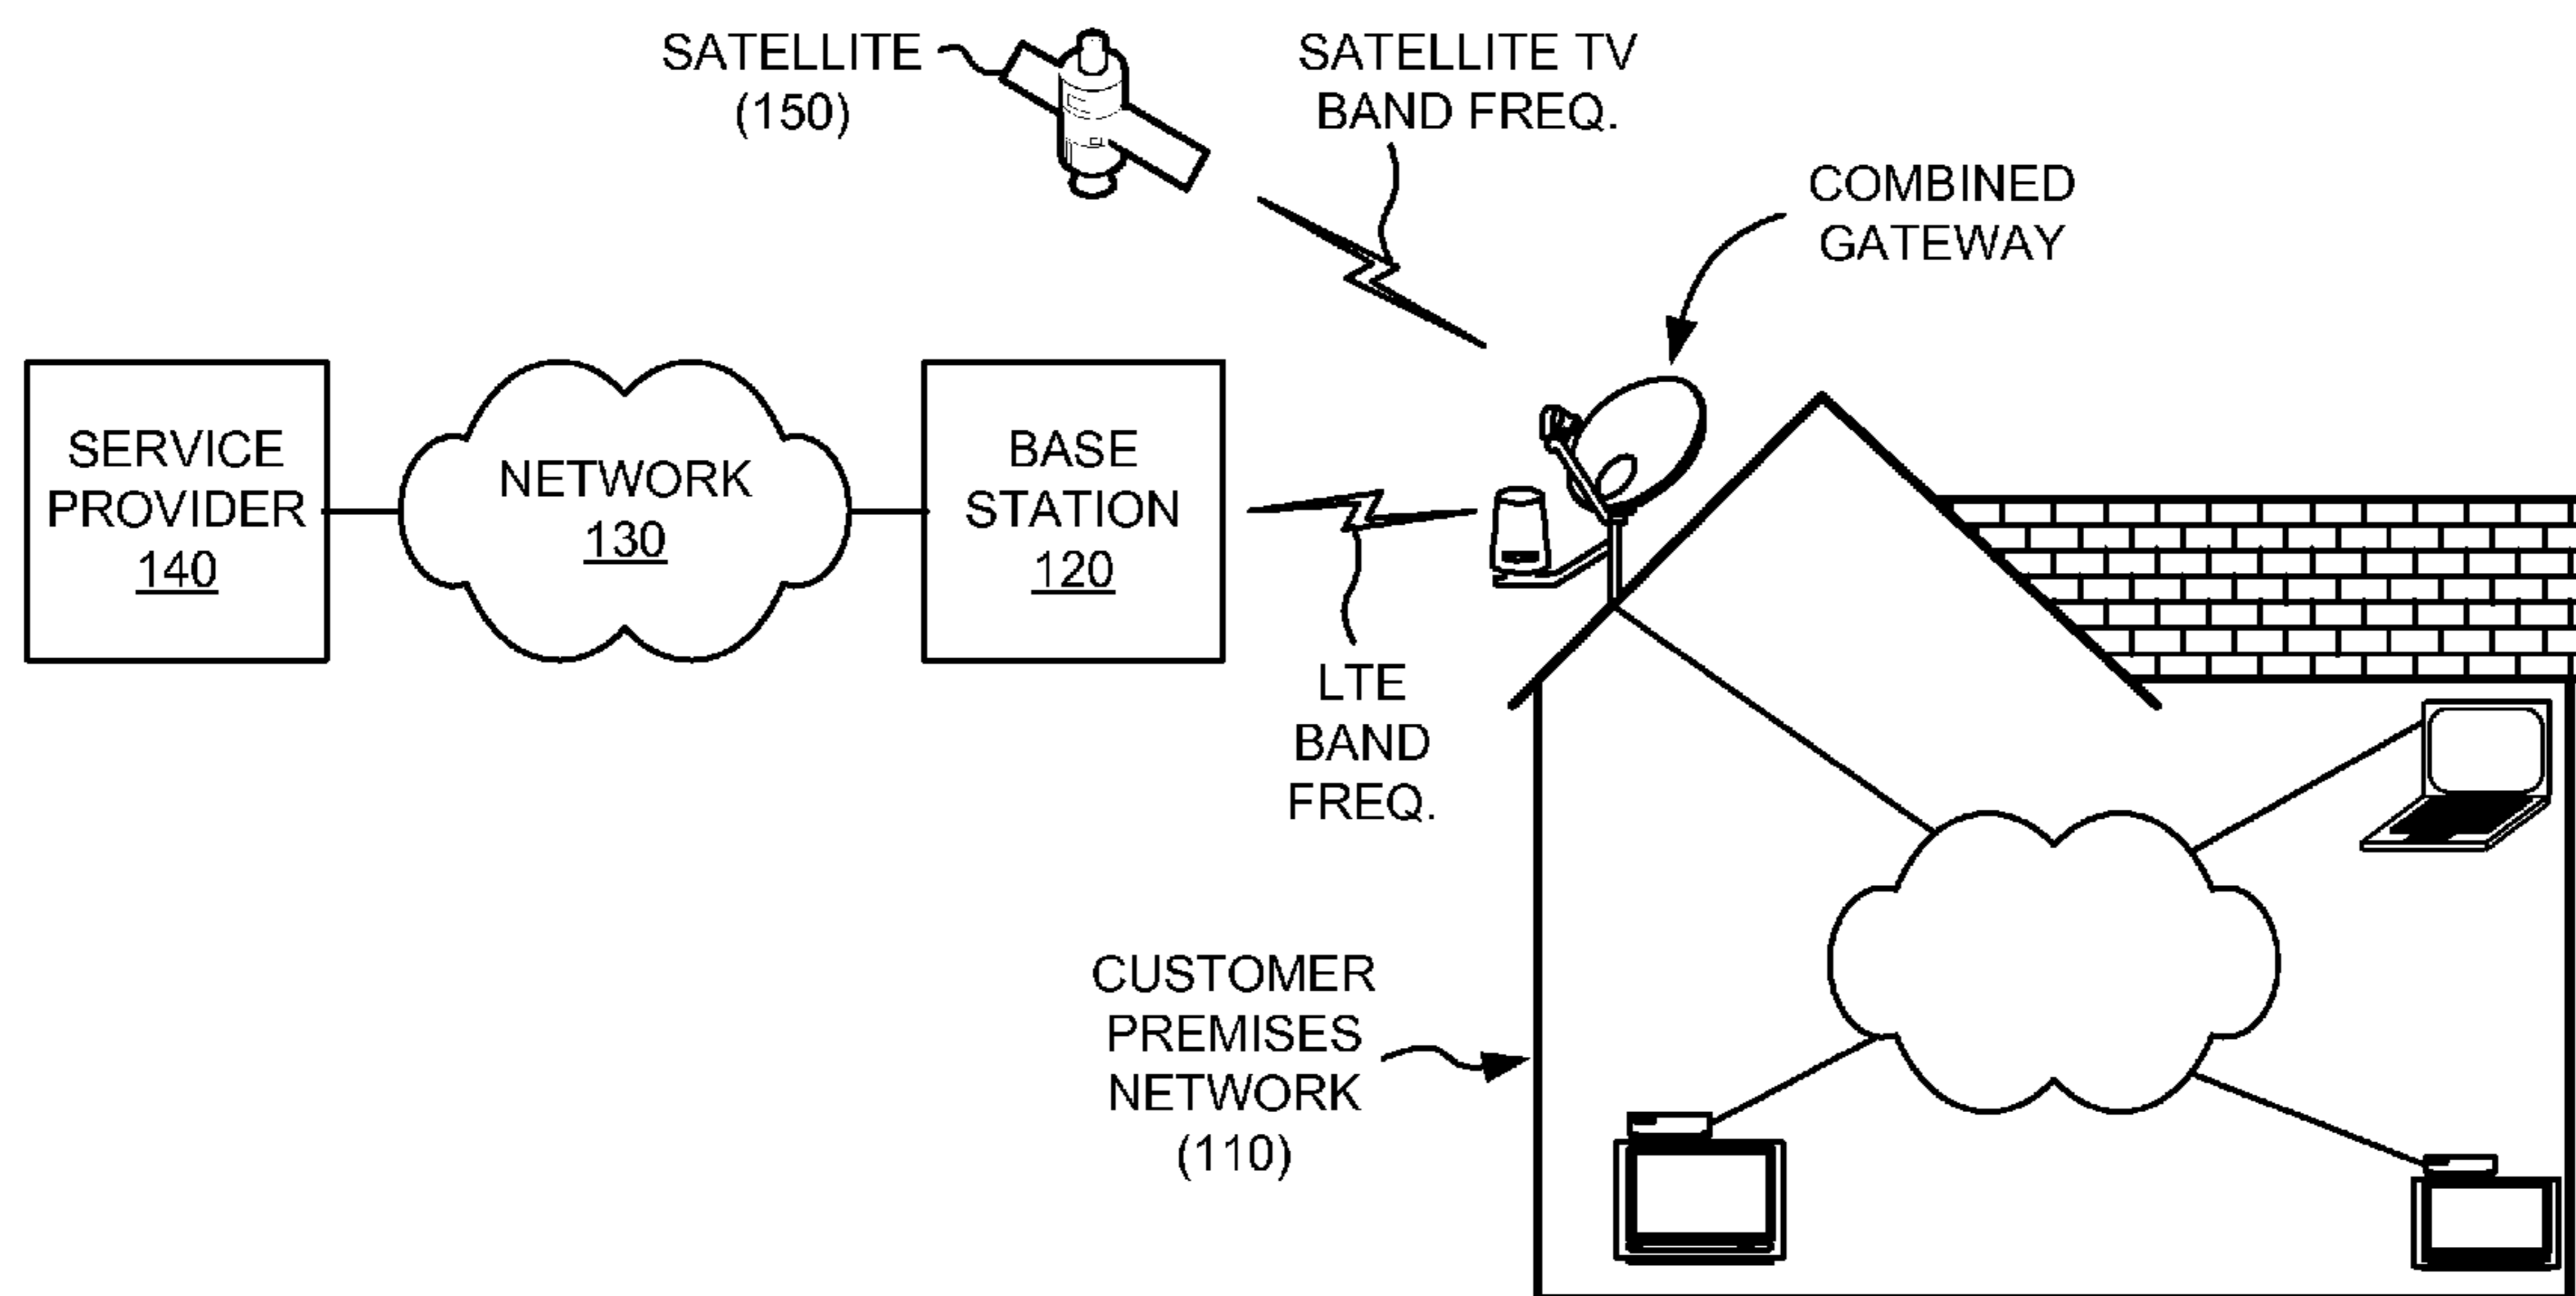 SATELLITE
(150)
SATELLITE TV
BAND FREQ.
COMBINED
GATEWAY
SERVICE
PROVIDER
140
NETWORK
130
BASE
STATION
120
LTE
BAND
FREQ.
CUSTOMER
PREMISES
NETWORK
(110)